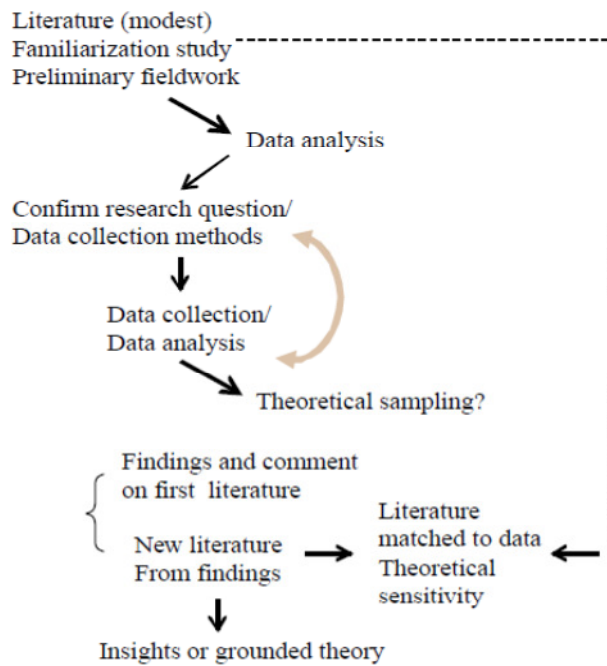 Literature (modest)
Familiarization study
Preliminary fieldwork
Data analysis
Confirm research question/
Data collection methods
Data collection/
Data analysis
Theoretical sampling?
Findings and comment
on first literature
New literature
From findings
Literature
matched to data
Theoretical
sensitivity
Insights or grounded theory